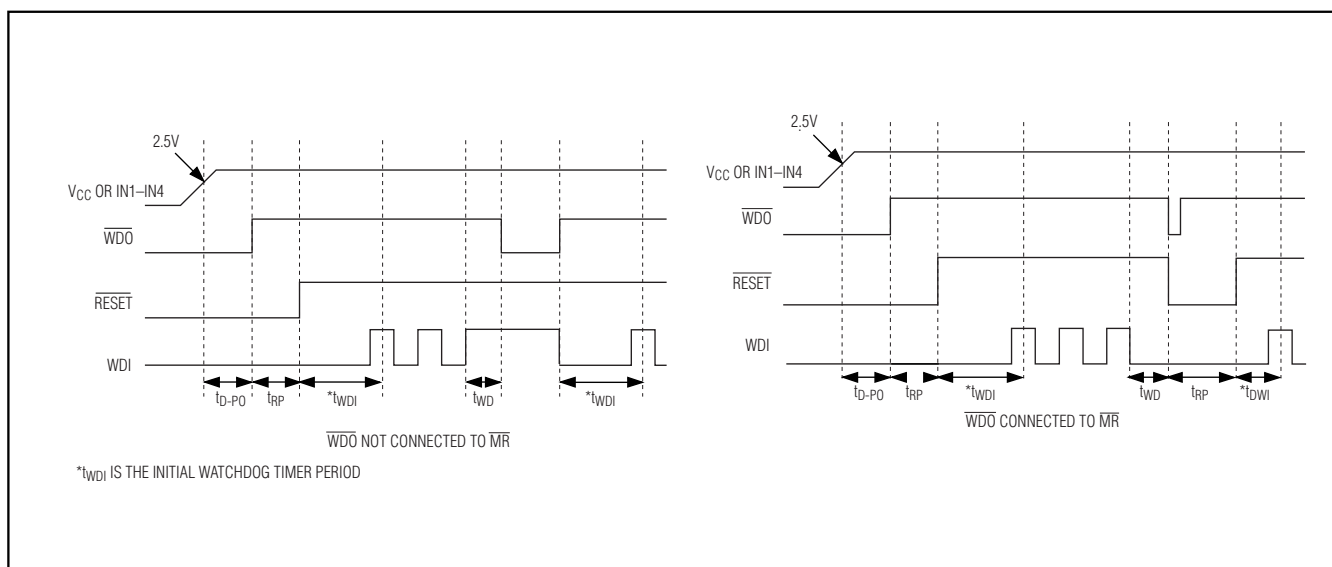 2.5V
VCC OR IN1–IN4
WDO
RESET
WDI
tD-PO tRP *tWDI tWD *tWDI
WDO NOT CONNECTED TO MR
*tWDI IS THE INITIAL WATCHDOG TIMER PERIOD
2.5V
VCC OR IN1–IN4
WDO
RESET
WDI
tD-PO tRP *tWDI tWD tRP *tDWI
WDO CONNECTED TO MR